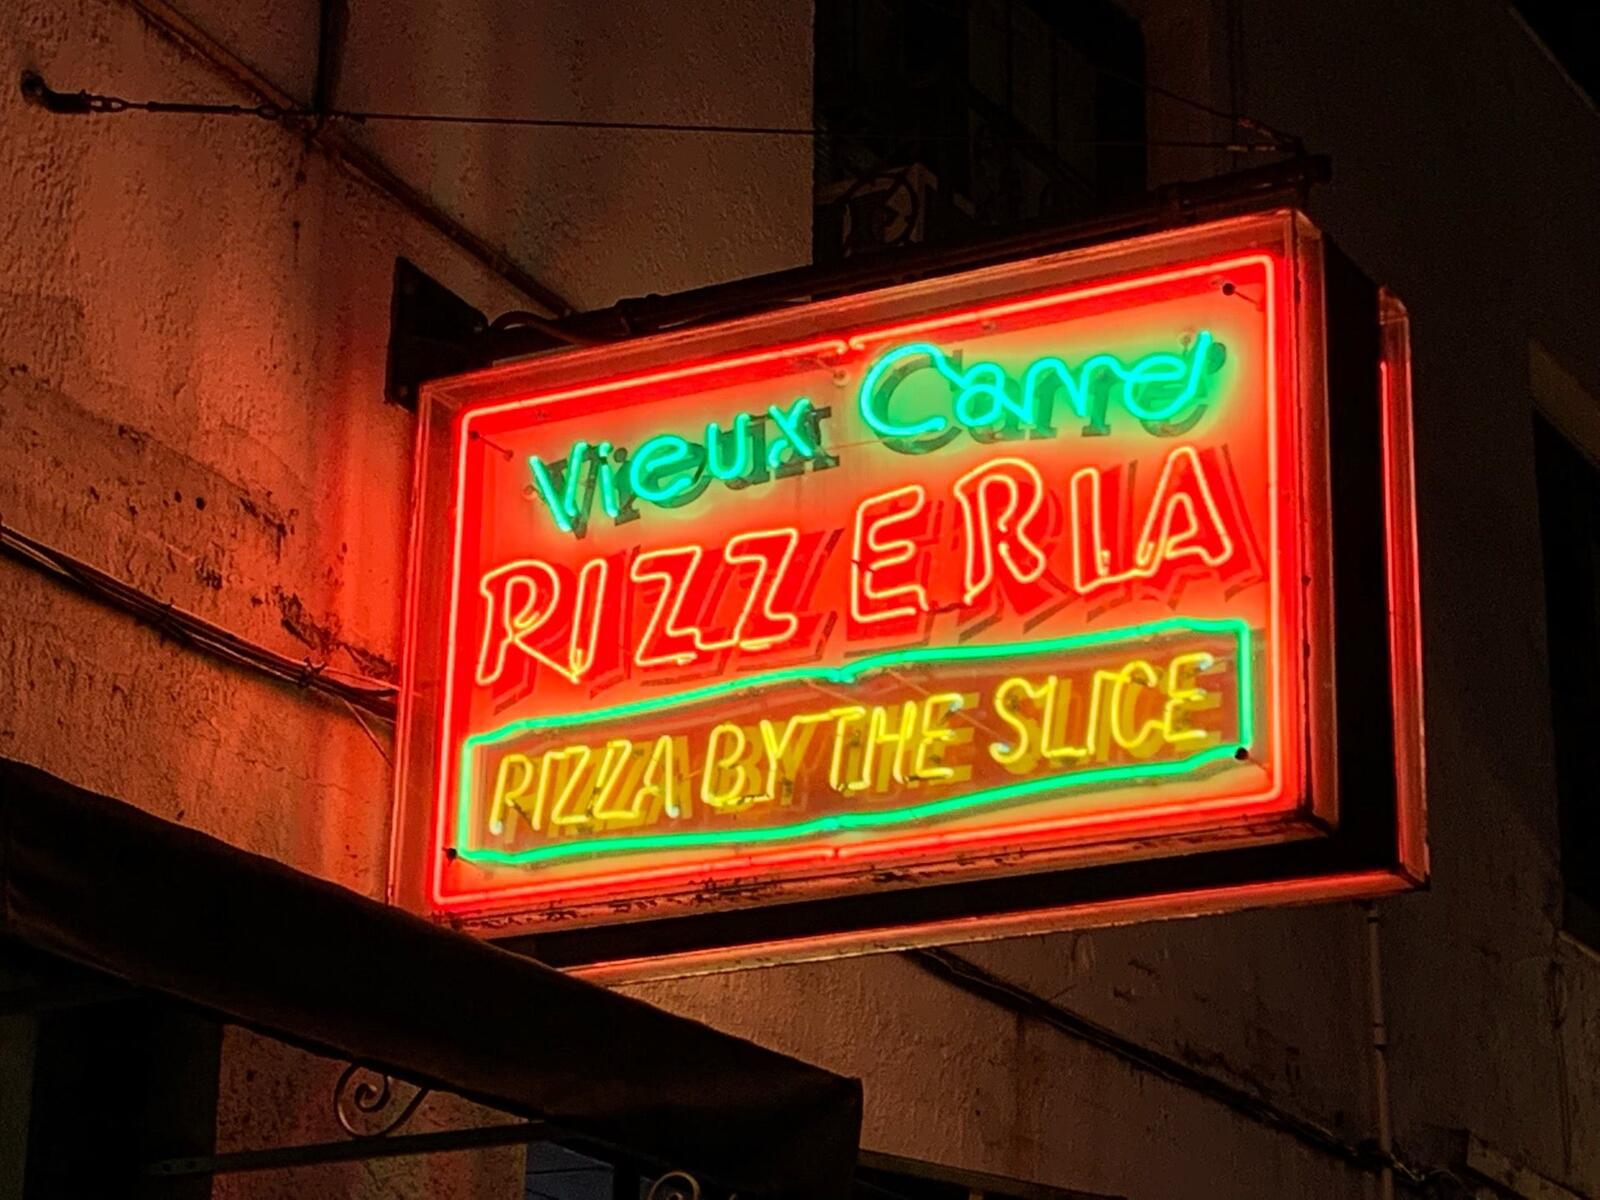 Vieux Carré
PIZZERIA
PIZZA BY THE SLICE